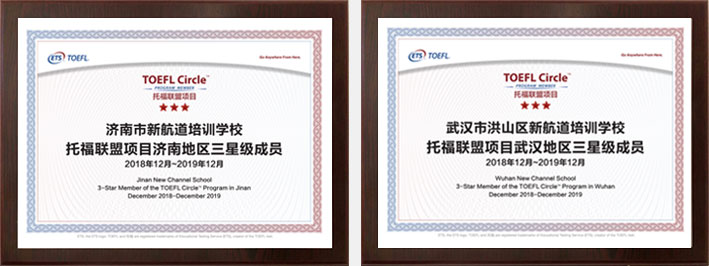 ETS TOEFL
Go Anywhere From Here.
TOEFL Circle™
PROGRAM MEMBER
托福联盟项目
济南市新航道培训学校
托福联盟项目济南地区三星级成员
2018年12月~2019年12月
Jinan New Channel School
3-Star Member of the TOEFL Circle™ Program in Jinan
December 2018-December 2019
ETS TOEFL
Go Anywhere From Here.
TOEFL Circle™
PROGRAM MEMBER
托福联盟项目
武汉市洪山区新航道培训学校
托福联盟项目武汉地区三星级成员
2018年12月~2019年12月
Wuhan New Channel School
3-Star Member of the TOEFL Circle™ Program in Wuhan
December 2018-December 2019